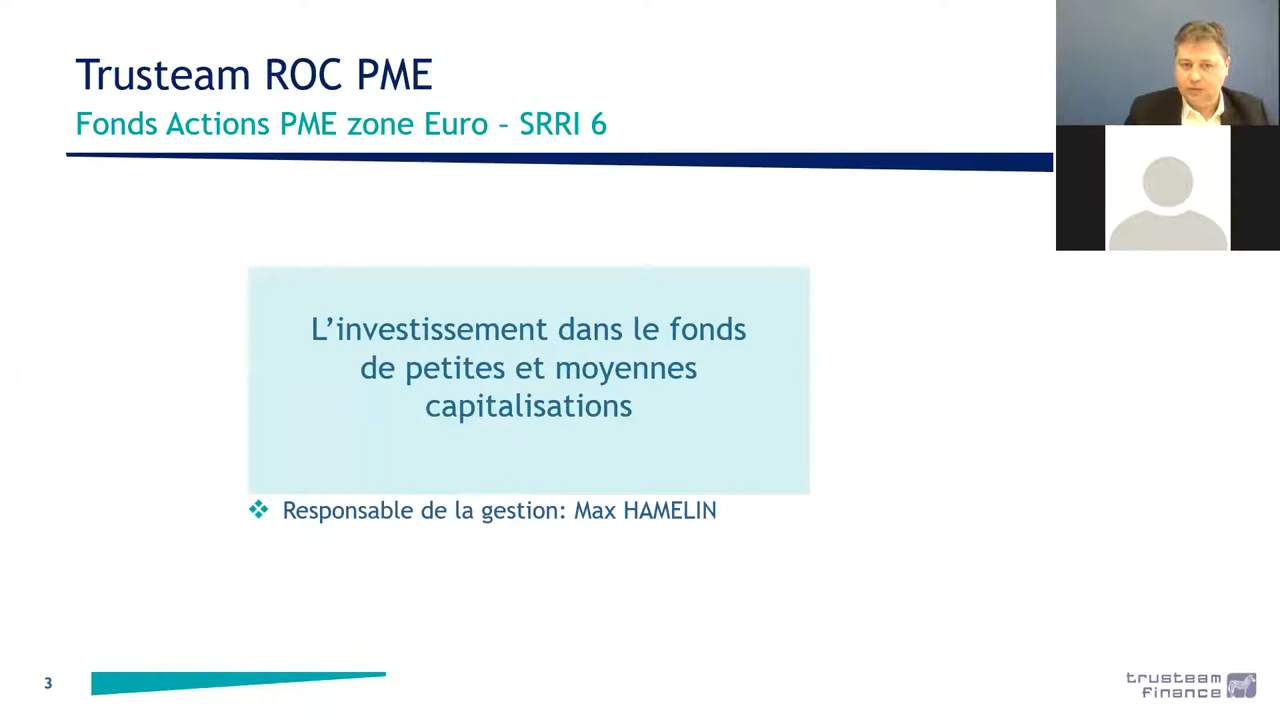 Trusteam ROC PME
Fonds Actions PME zone Euro – SRRI 6
L’investissement dans le fonds
de petites et moyennes
capitalisations
Responsable de la gestion: Max HAMELIN
3
trusteam
finance